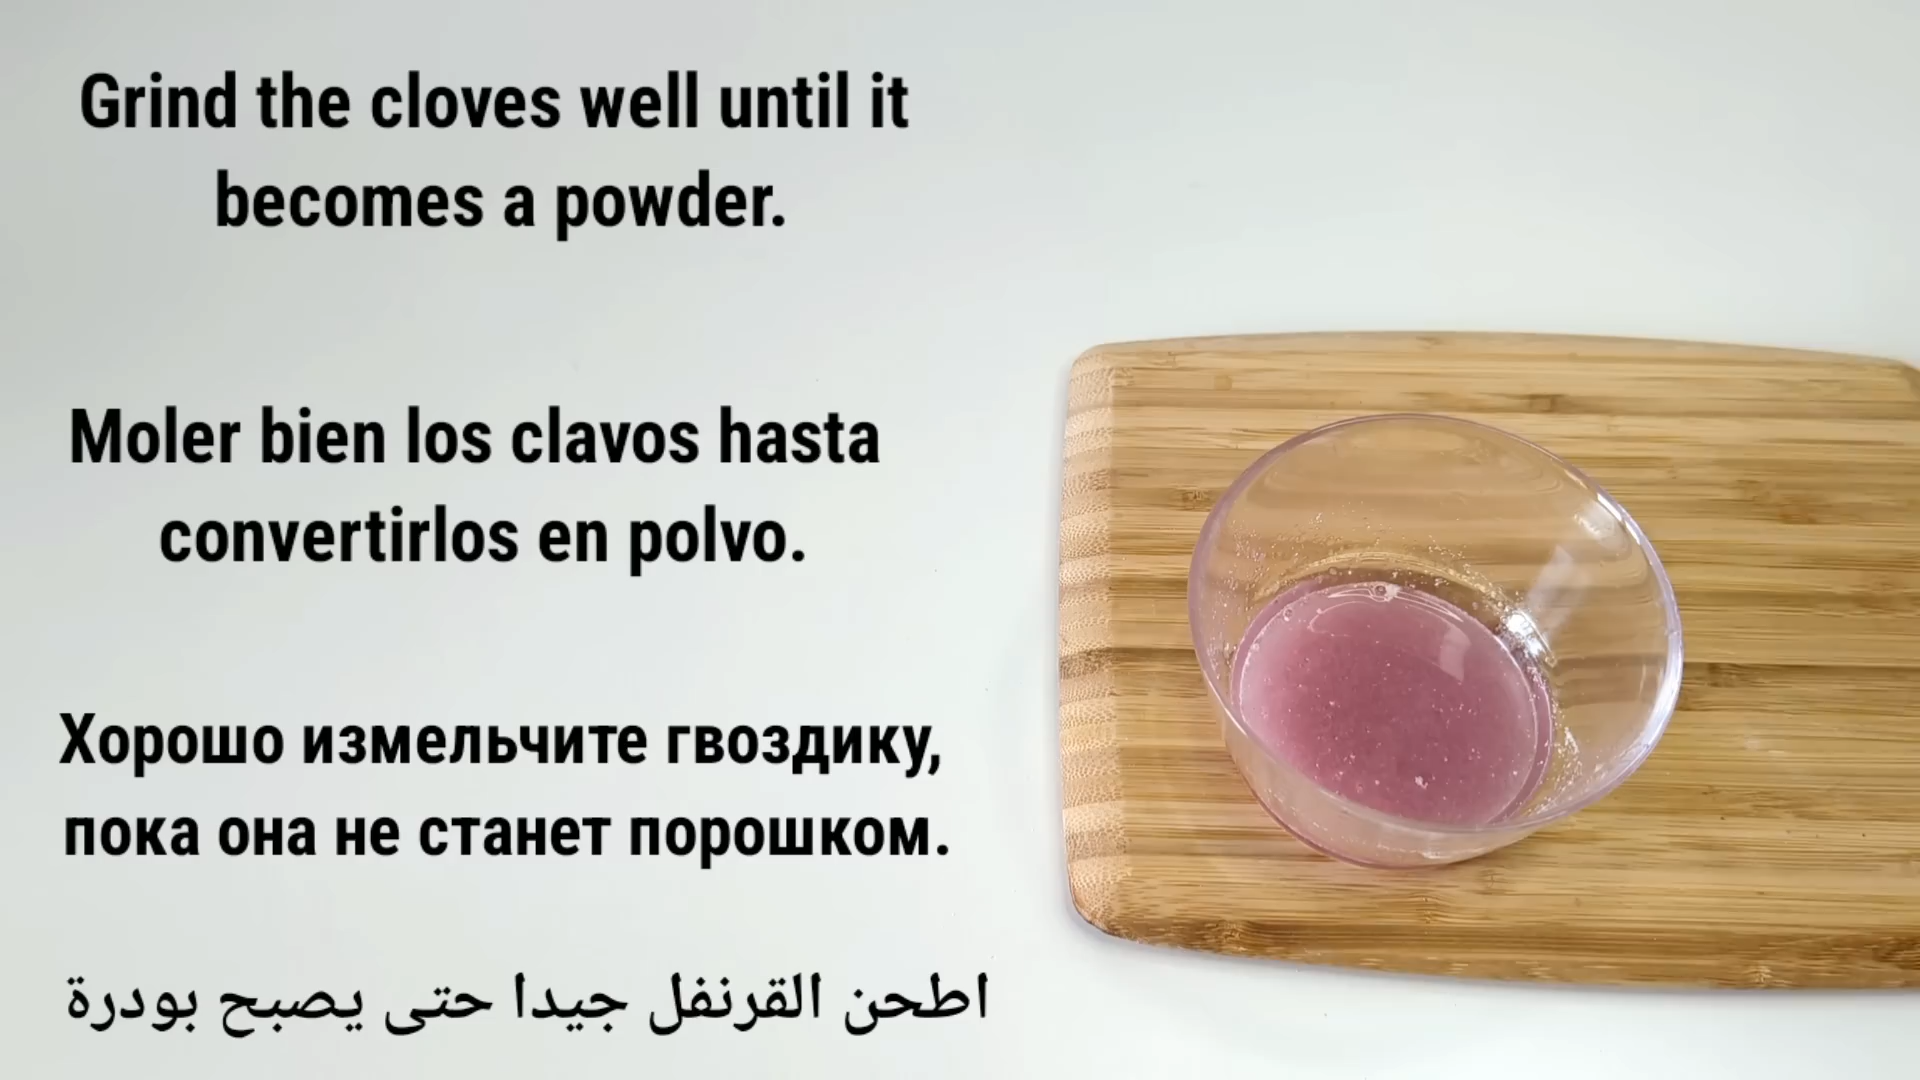 Grind the cloves well until it
becomes a powder.
Moler bien los clavos hasta
convertirlos en polvo.
Хорошо измельчите гвоздику,
пока она не станет порошком.
اطحن القرنفل جيدا حتى يصبح بودرة